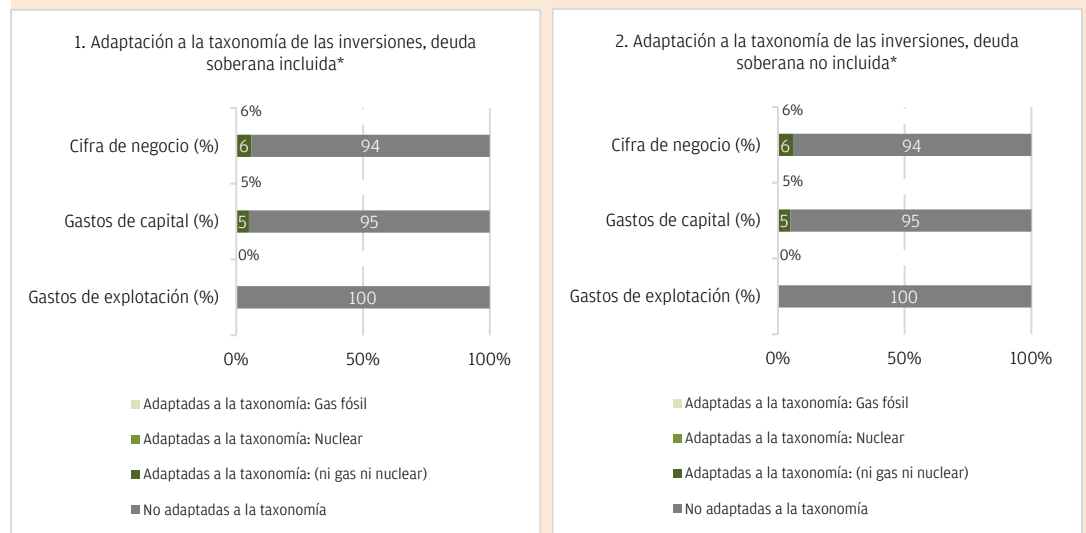 1. Adaptación a la taxonomía de las inversiones, deuda
soberana incluida*
6%
Cifra de negocio (%)
6 94
5%
Gastos de capital (%)
5 95
0%
Gastos de explotación (%)
100
0% 50% 100%
Adaptadas a la taxonomía: Gas fósil
Adaptadas a la taxonomía: Nuclear
Adaptadas a la taxonomía: (ni gas ni nuclear)
No adaptadas a la taxonomía
2. Adaptación a la taxonomía de las inversiones, deuda
soberana no incluida*
6%
Cifra de negocio (%)
6 94
5%
Gastos de capital (%)
5 95
0%
Gastos de explotación (%)
100
0% 50% 100%
Adaptadas a la taxonomía: Gas fósil
Adaptadas a la taxonomía: Nuclear
Adaptadas a la taxonomía: (ni gas ni nuclear)
No adaptadas a la taxonomía